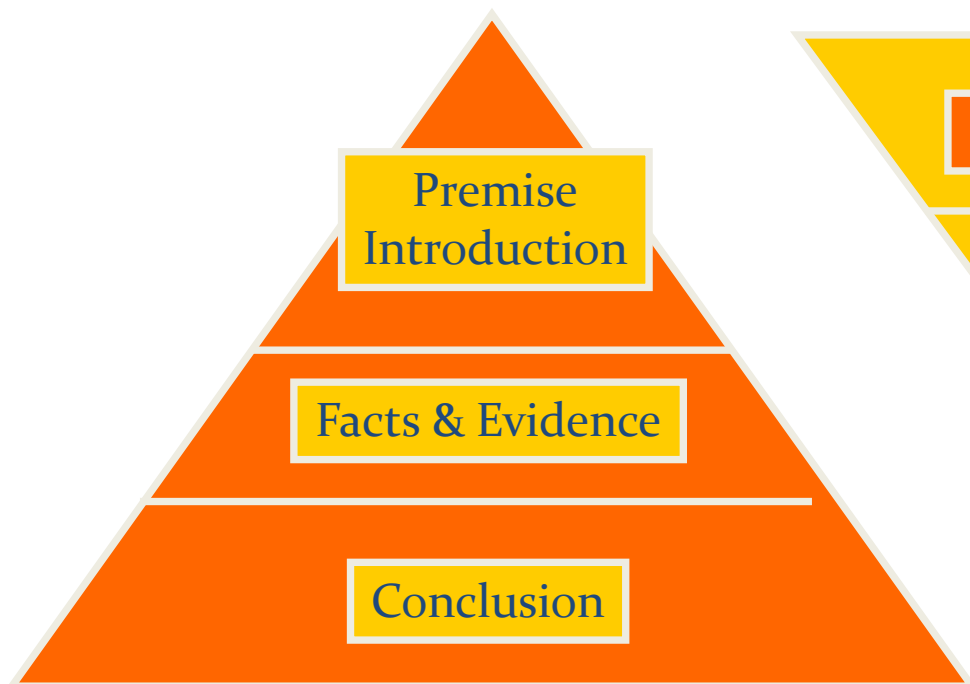 Premise
Introduction
Facts & Evidence
Conclusion